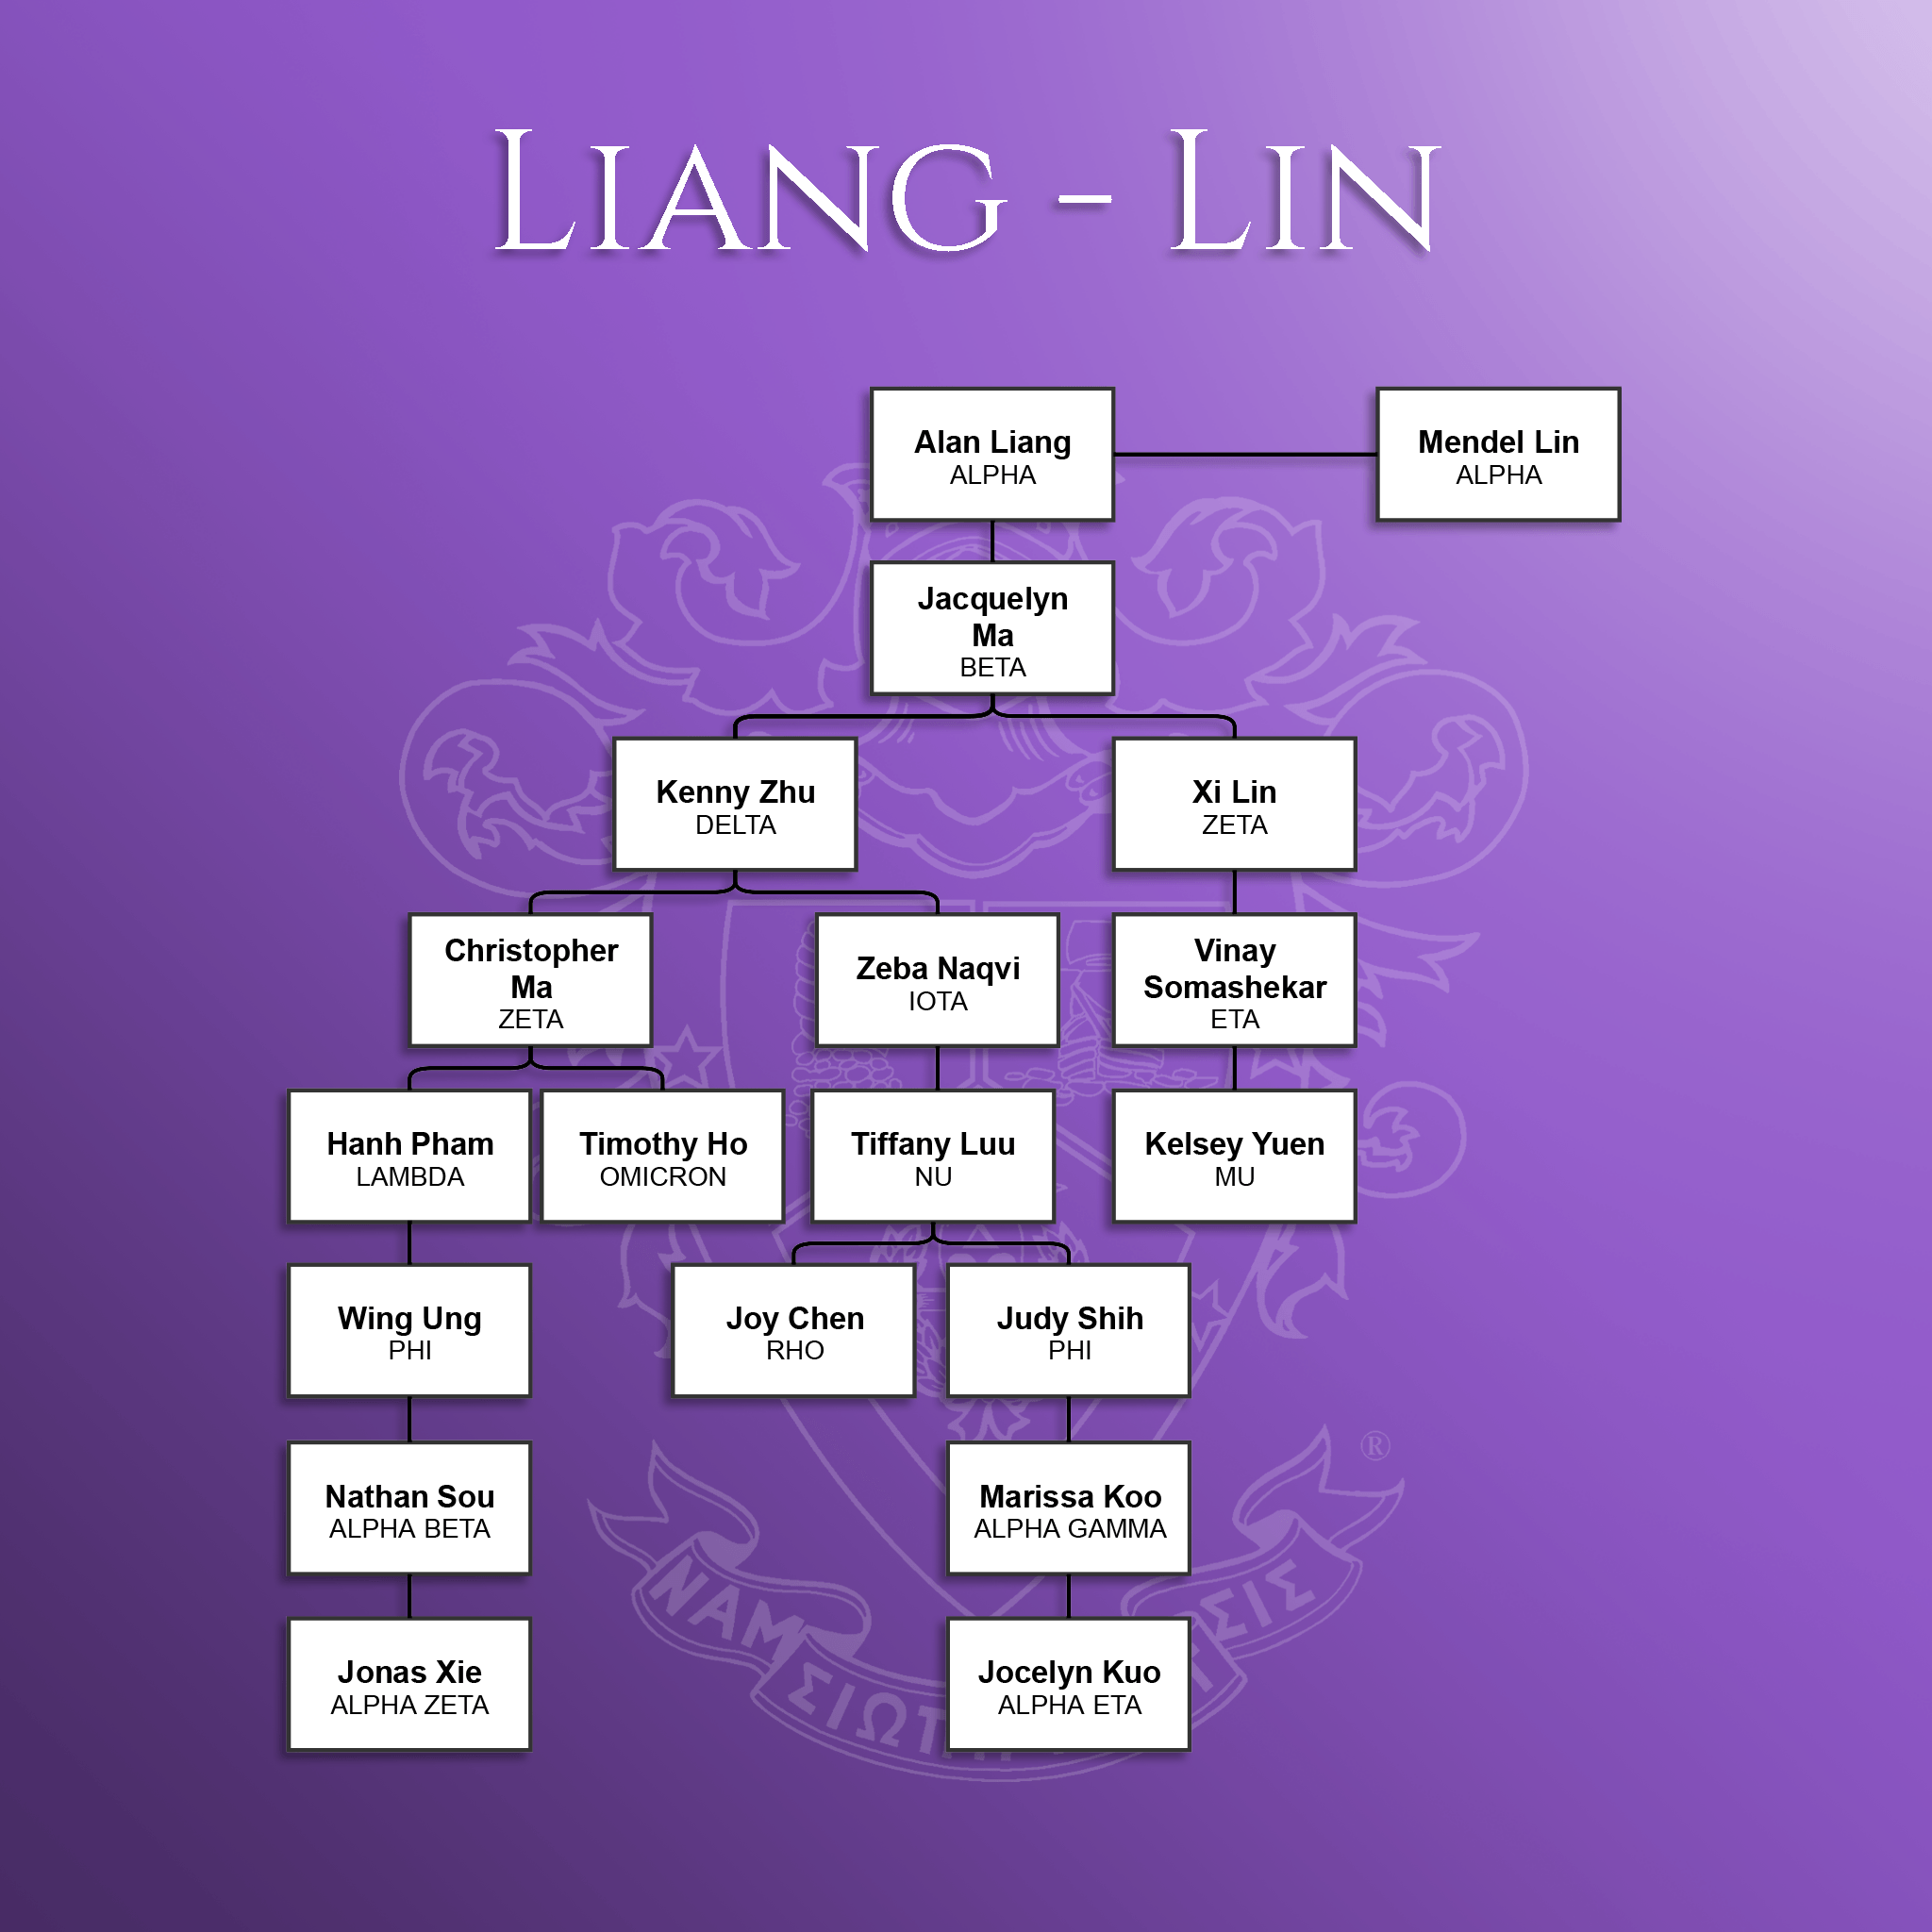 LIANG - LIN
Alan Liang
ALPHA
Mendel Lin
ALPHA
Jacquelyn
Ma
BETA
Kenny Zhu
DELTA
Xi Lin
ZETA
Christopher
Ma
ZETA
Zeba Naqvi
IOTA
Vinay
Somashekar
ETA
Hanh Pham
LAMBDA
Timothy Ho
OMICRON
Tiffany Luu
NU
Kelsey Yuen
MU
Wing Ung
PHI
Joy Chen
RHO
Judy Shih
PHI
Nathan Sou
ALPHA BETA
Marissa Koo
ALPHA GAMMA
Jonas Xie
ALPHA ZETA
Jocelyn Kuo
ALPHA ETA
®